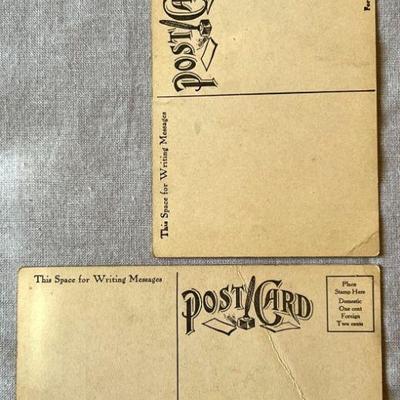 POST CARD
This Space for Writing Messages
This Space for Writing Messages
POST CARD
Place
Stamp Here
Domestic
One cent
Foreign
Two cents